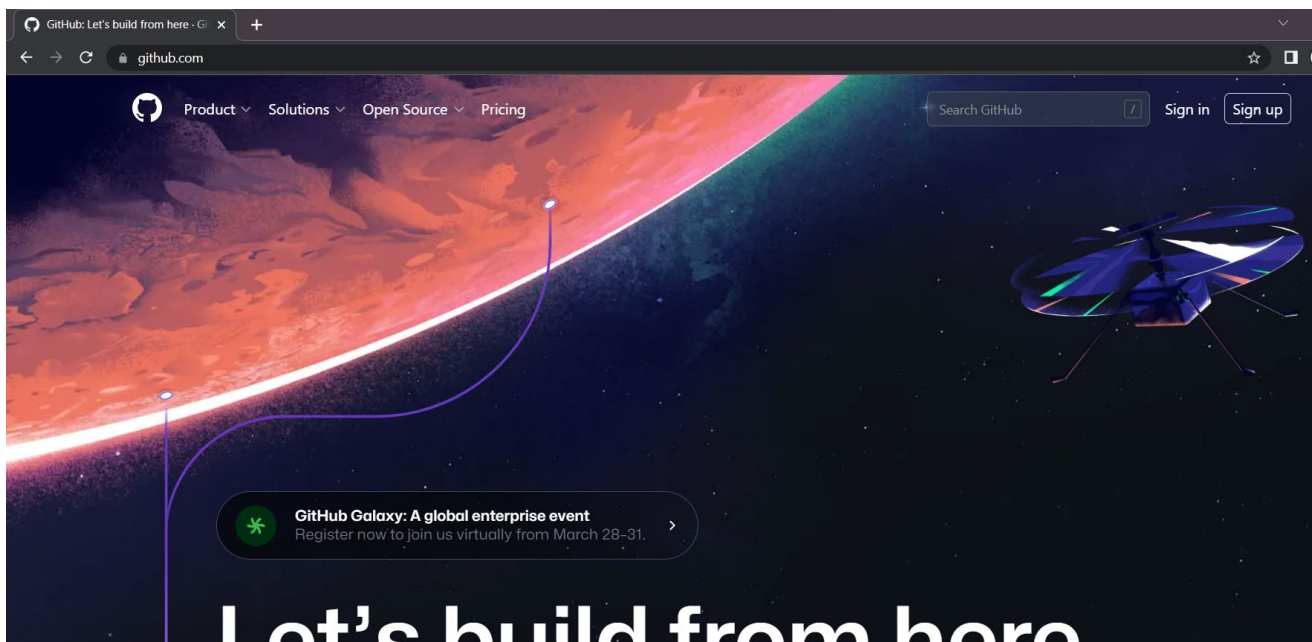 GitHub: Let's build from here · Gi
github.com
Product Solutions Open Source Pricing Search GitHub / Sign in Sign up
GitHub Galaxy: A global enterprise event
Register now to join us virtually from March 28–31.
Let's build from here